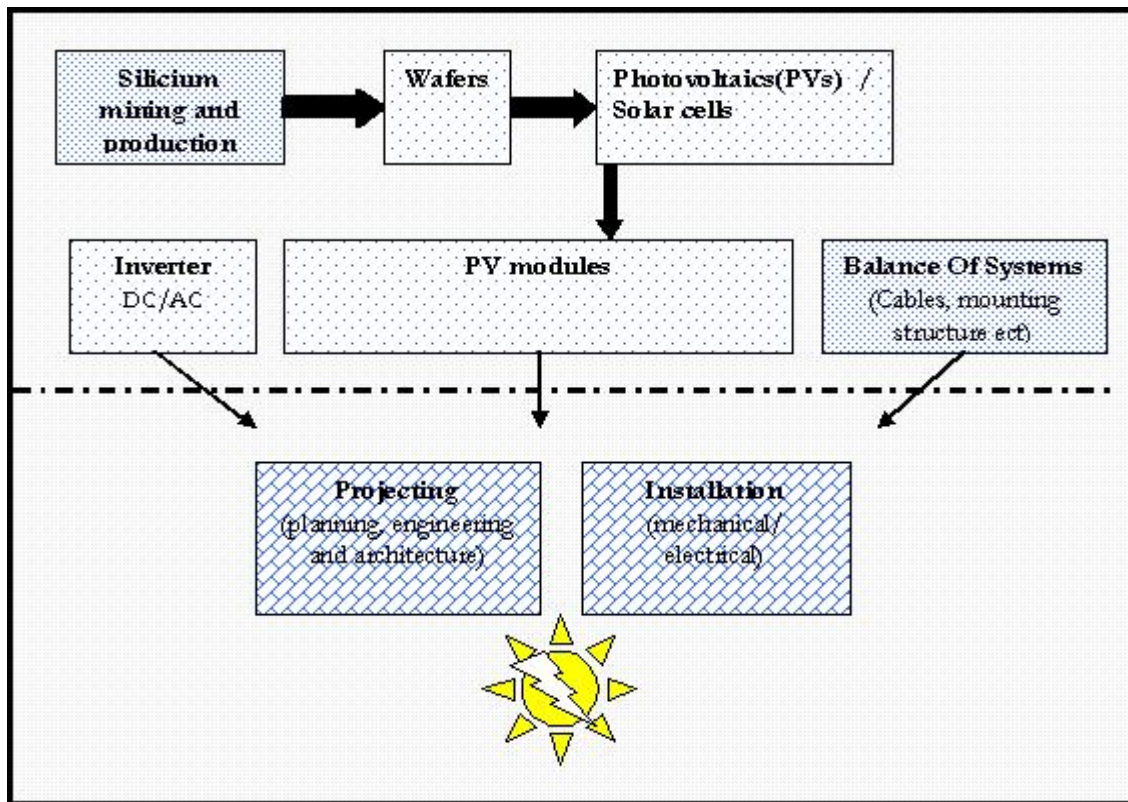 Silicium
mining and
production
Wafers
Photovoltaics(PVs) /
Solar cells
Inverter
DC/AC
PV modules
Balance Of Systems
(Cables, mounting
structure ect)
Projecting
(planning, engineering
and architecture)
Installation
(mechanical/
electrical)